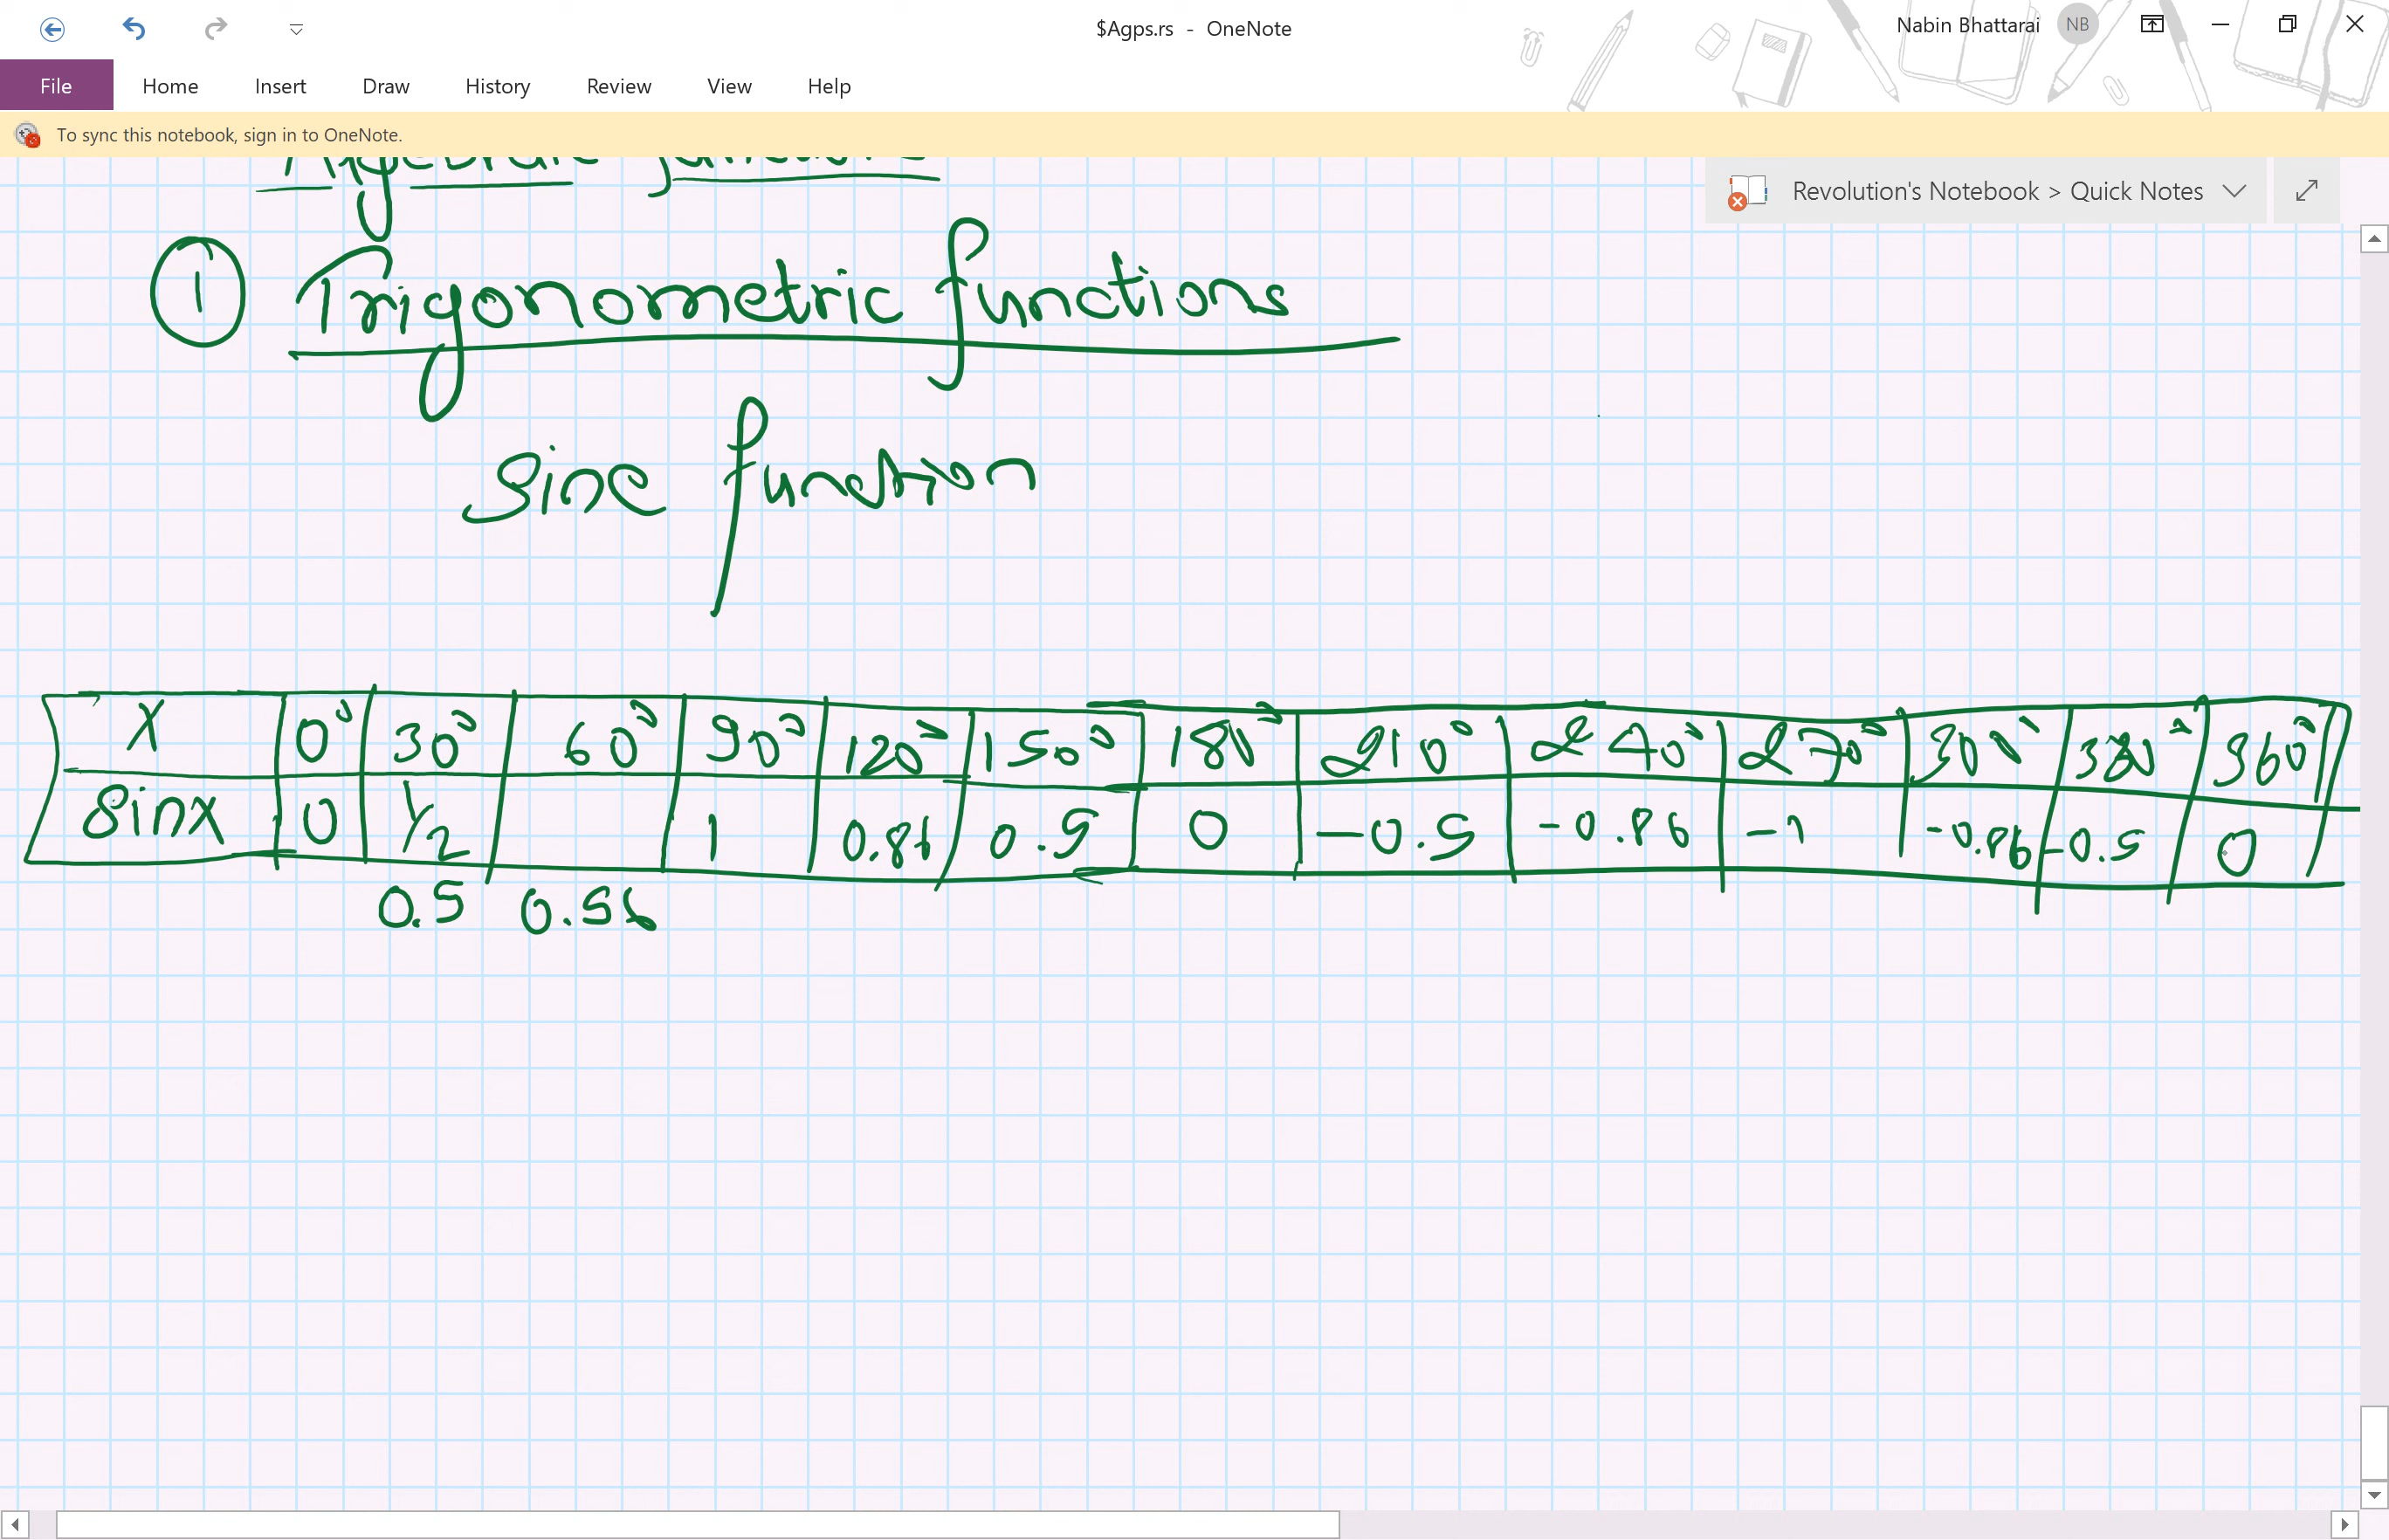 $Agps.rs - OneNote
Nabin Bhattarai NB
File Home Insert Draw History Review View Help
To sync this notebook, sign in to OneNote.
Revolution's Notebook > Quick Notes
1 Trigonometric functions
Sine function
X 0° 30° 60° 90° 120° 150° 180° 210° 240° 270° 300° 330° 360°
Sinx 0 1/2 1 0.86 0.5 0 -0.5 -0.86 -1 -0.86 -0.5 0
0.5